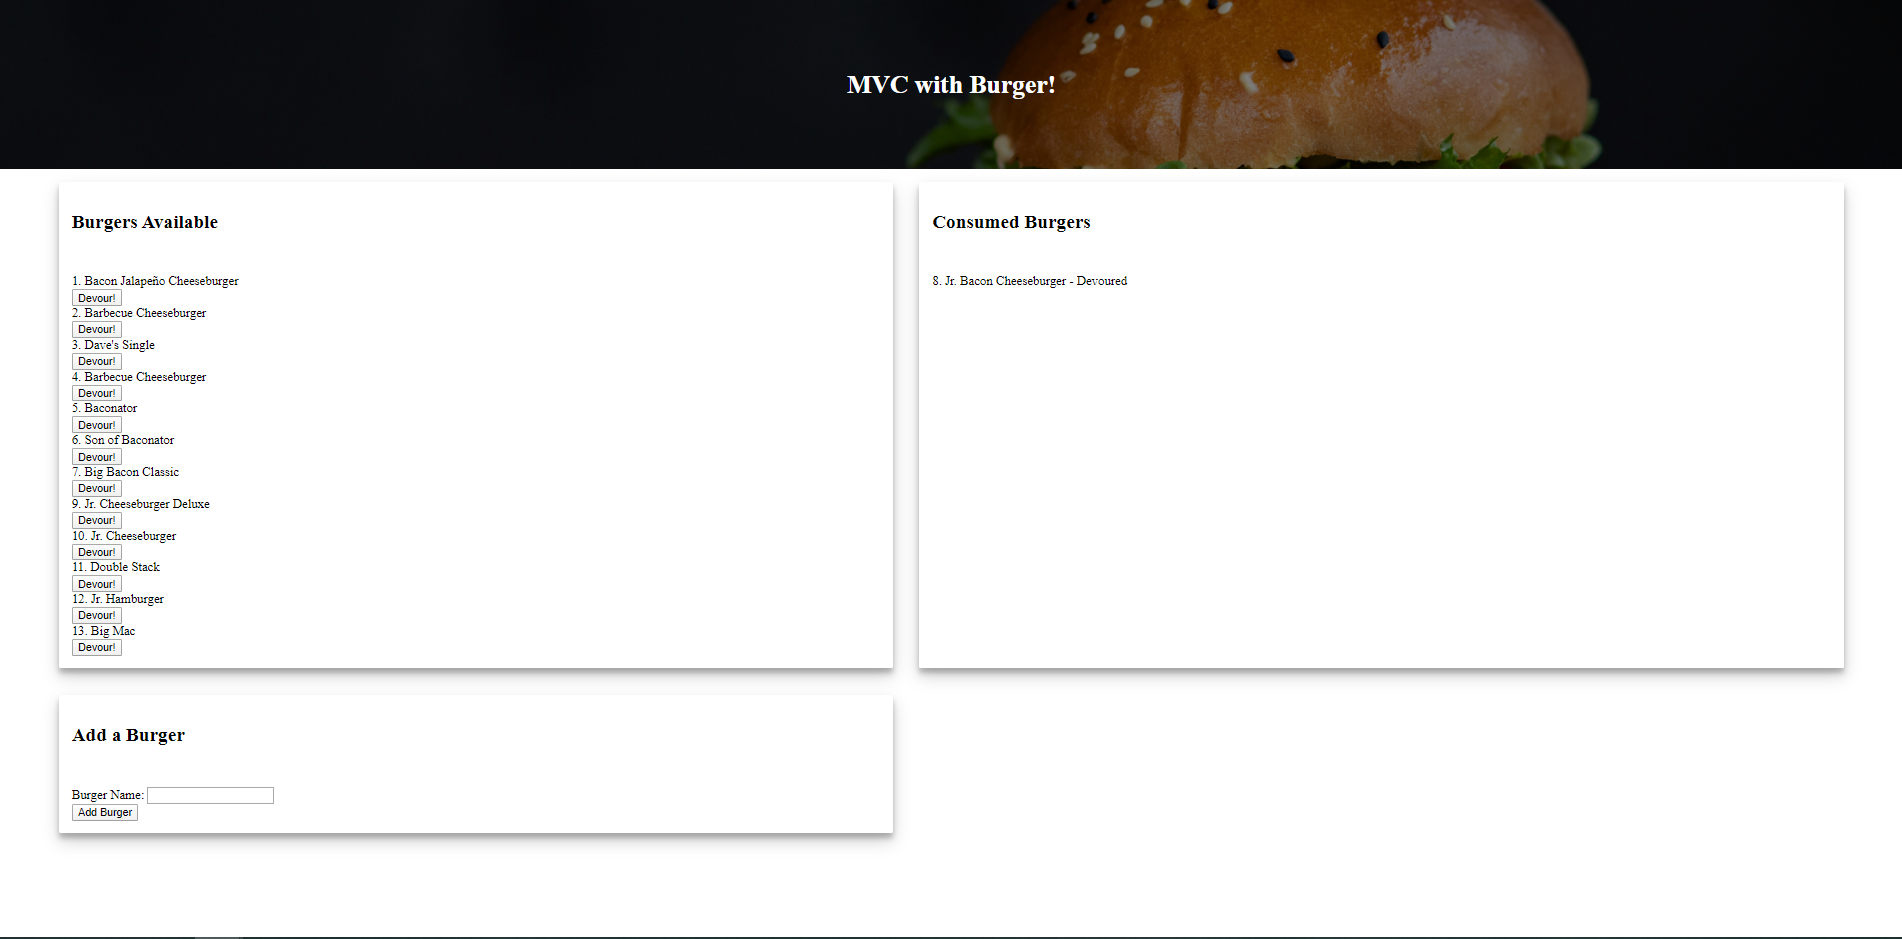 MVC with Burger!
Burgers Available
1. Bacon Jalapeño Cheeseburger
Devour!
2. Barbecue Cheeseburger
Devour!
3. Dave's Single
Devour!
4. Barbecue Cheeseburger
Devour!
5. Baconator
Devour!
6. Son of Baconator
Devour!
7. Big Bacon Classic
Devour!
9. Jr. Cheeseburger Deluxe
Devour!
10. Jr. Cheeseburger
Devour!
11. Double Stack
Devour!
12. Jr. Hamburger
Devour!
13. Big Mac
Devour!
Consumed Burgers
8. Jr. Bacon Cheeseburger - Devoured
Add a Burger
Burger Name:
Add Burger